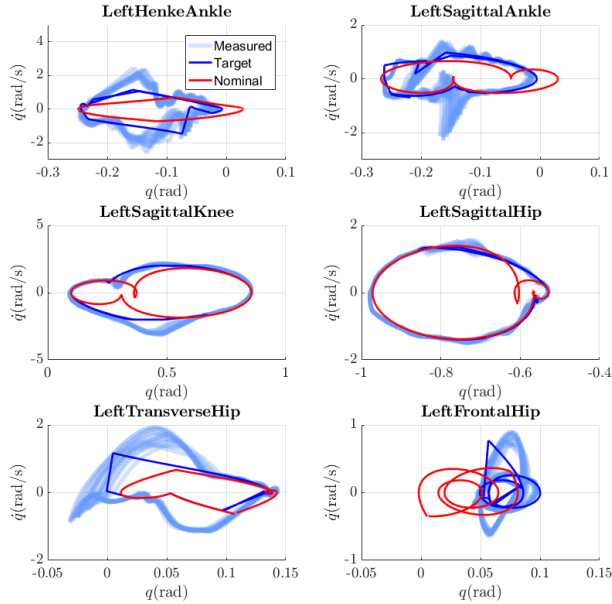 LeftHenkeAnkle
4
2
0
-2
q̇(rad/s)
-0.3 -0.2 -0.1 0 0.1
q(rad)
Measured
Target
Nominal
LeftSagittalAnkle
2
0
-2
q̇(rad/s)
-0.3 -0.2 -0.1 0 0.1
q(rad)
LeftSagittalKnee
5
0
-5
q̇(rad/s)
0 0.5 1
q(rad)
LeftSagittalHip
2
0
-2
q̇(rad/s)
-1 -0.8 -0.6 -0.4
q(rad)
LeftTransverseHip
2
0
-2
q̇(rad/s)
-0.05 0 0.05 0.1 0.15
q(rad)
LeftFrontalHip
1
0
-1
q̇(rad/s)
-0.05 0 0.05 0.1 0.15
q(rad)